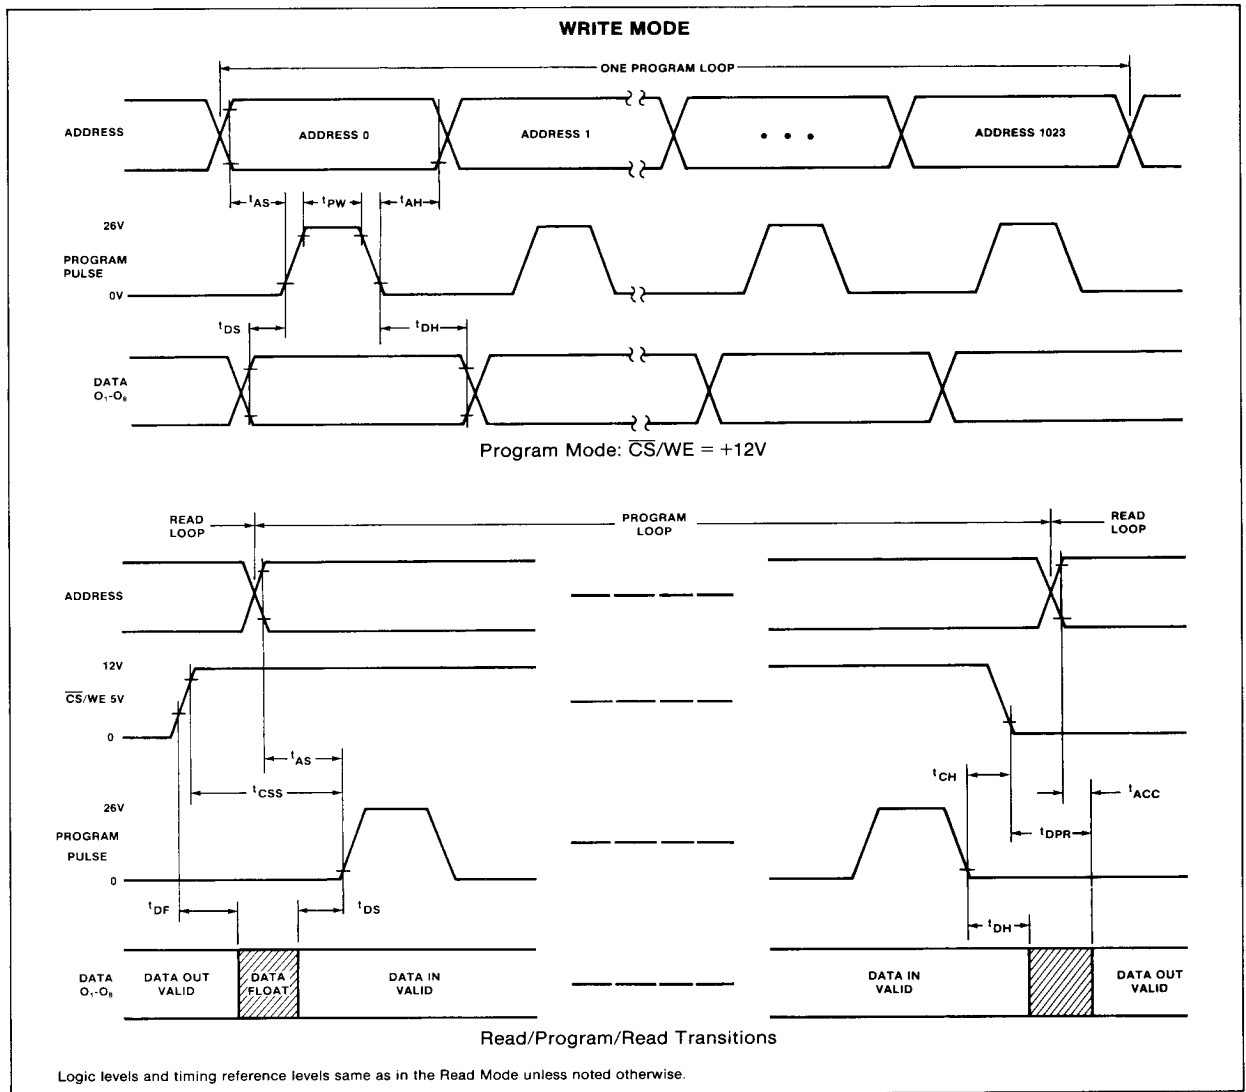 WRITE MODE
ONE PROGRAM LOOP
ADDRESS
ADDRESS 0
ADDRESS 1
• • •
ADDRESS 1023
tAS
tPW
tAH
26V
PROGRAM
PULSE
0V
tDS
tDH
DATA
O1-O8
Program Mode: C̅S̅/WE = +12V
READ
LOOP
PROGRAM
LOOP
READ
LOOP
ADDRESS
12V
C̅S̅/WE 5V
0
tAS
tCSS
tCH
tACC
tDPR
26V
PROGRAM
PULSE
0
tDF
tDS
tDH
DATA
O1-O8
DATA OUT
VALID
DATA
FLOAT
DATA IN
VALID
DATA IN
VALID
DATA OUT
VALID
Read/Program/Read Transitions
Logic levels and timing reference levels same as in the Read Mode unless noted otherwise.